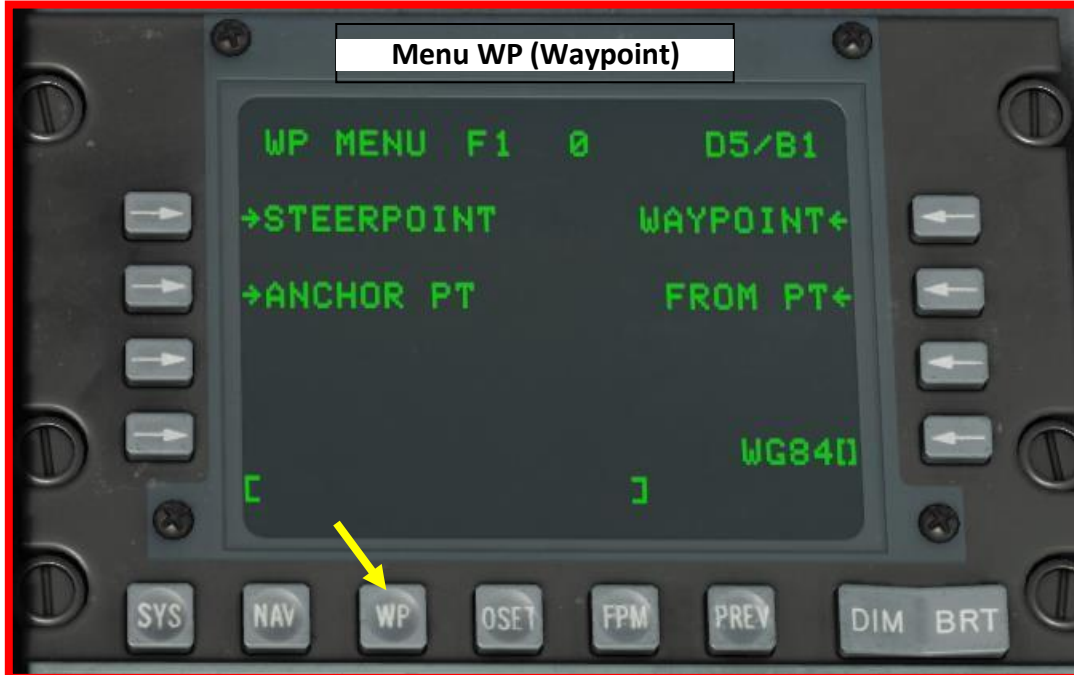 Menu WP (Waypoint)
WP MENU F1 0 D5/B1
→STEERPOINT WAYPOINT←
→ANCHOR PT FROM PT←
WG84[]
[ ]
SYS NAV WP OSET FPM PREV DIM BRT